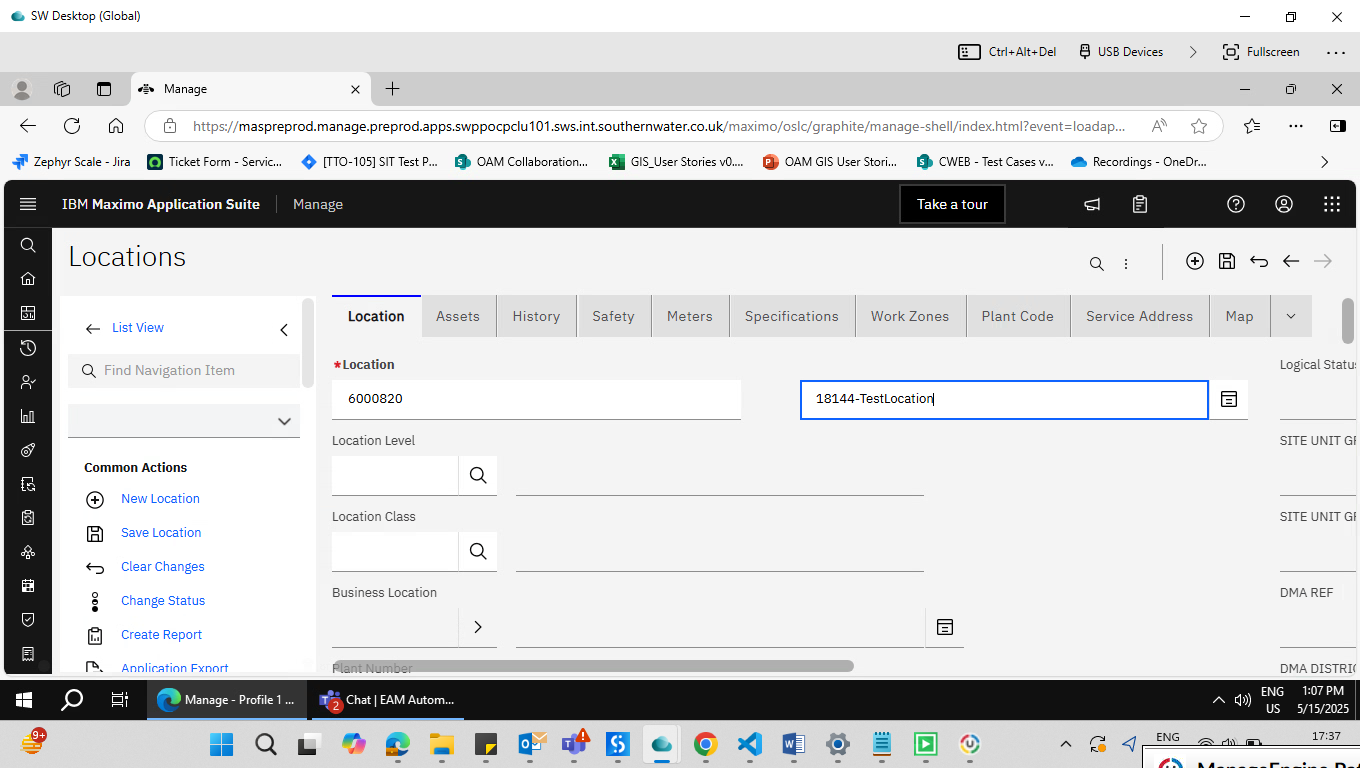 SW Desktop (Global)
Ctrl+Alt+Del
USB Devices
Fullscreen
Manage
https://maspreprod.manage.preprod.apps.swppocpclu101.sws.int.southernwater.co.uk/maximo/oslc/graphite/manage-shell/index.html?event=loadap...
Zephyr Scale - Jira
Ticket Form - Servic...
[TTO-105] SIT Test P...
OAM Collaboration...
GIS_User Stories v0....
OAM GIS User Stori...
CWEB - Test Cases v...
Recordings - OneDr...
IBM Maximo Application Suite
Manage
Take a tour
Locations
List View
Find Navigation Item
Common Actions
New Location
Save Location
Clear Changes
Change Status
Create Report
Application Export
Location
Assets
History
Safety
Meters
Specifications
Work Zones
Plant Code
Service Address
Map
*Location
6000820
18144-TestLocation
Location Level
Location Class
Business Location
Plant Number
Logical Status
SITE UNIT GR
SITE UNIT GR
DMA REF
DMA DISTRIC
Manage - Profile 1 ...
2
Chat | EAM Autom...
ENG
US
1:07 PM
5/15/2025
9+
ENG
17:37